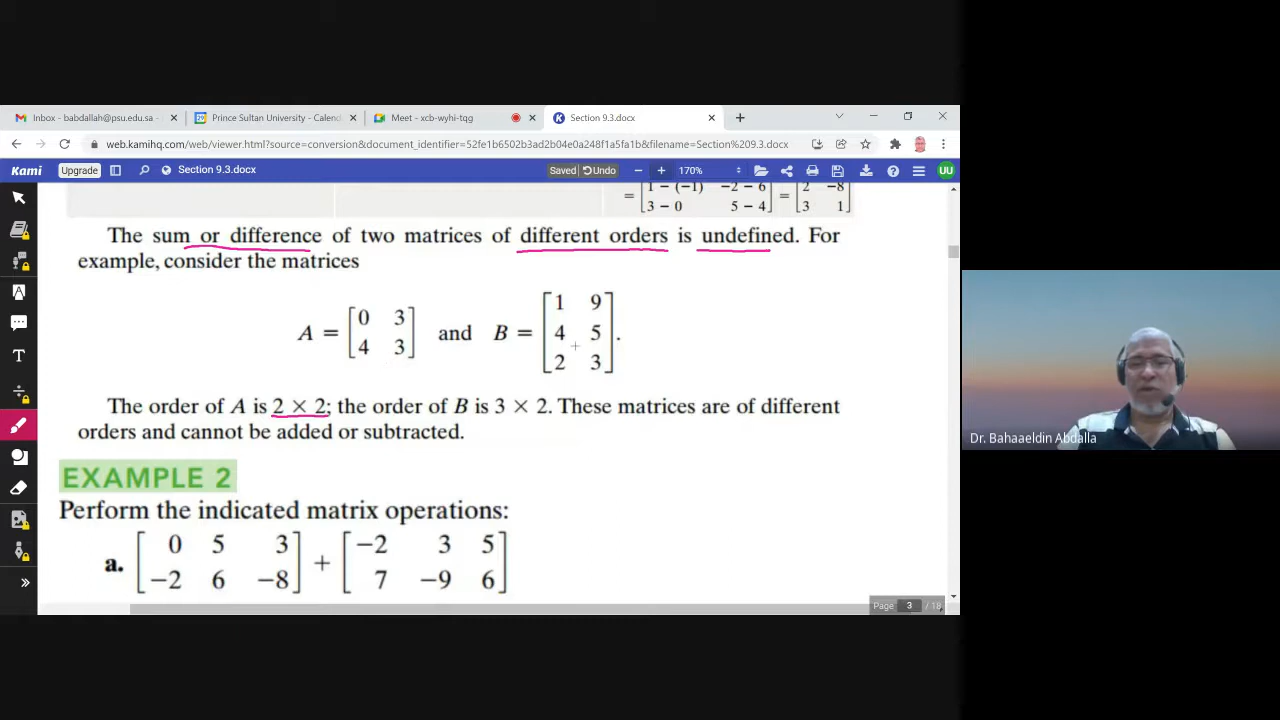 Inbox - babdallah@psu.edu.sa -
Prince Sultan University - Calend
Meet - xcb-wyhi-tqg
Section 9.3.docx
web.kamihq.com/web/viewer.html?source=conversion&document_identifier=52fe1b6502b3ad2b04e0a248f1a5fa1b&filename=Section%209.3.docx
Kami Upgrade Section 9.3.docx Saved Undo 170% UU
= [1 − (−1) −2 − 6] = [2 −8]
[3 − 0 5 − 4] [3 1]
The sum or difference of two matrices of different orders is undefined. For
example, consider the matrices
A = [0 3] and B = [1 9].
[4 3] [4 5]
[2 3]
The order of A is 2 × 2; the order of B is 3 × 2. These matrices are of different
orders and cannot be added or subtracted.
EXAMPLE 2
Perform the indicated matrix operations:
a. [0 5 3] + [−2 3 5]
[−2 6 −8] [7 −9 6]
Page 3 / 18
Dr. Bahaaeldin Abdalla